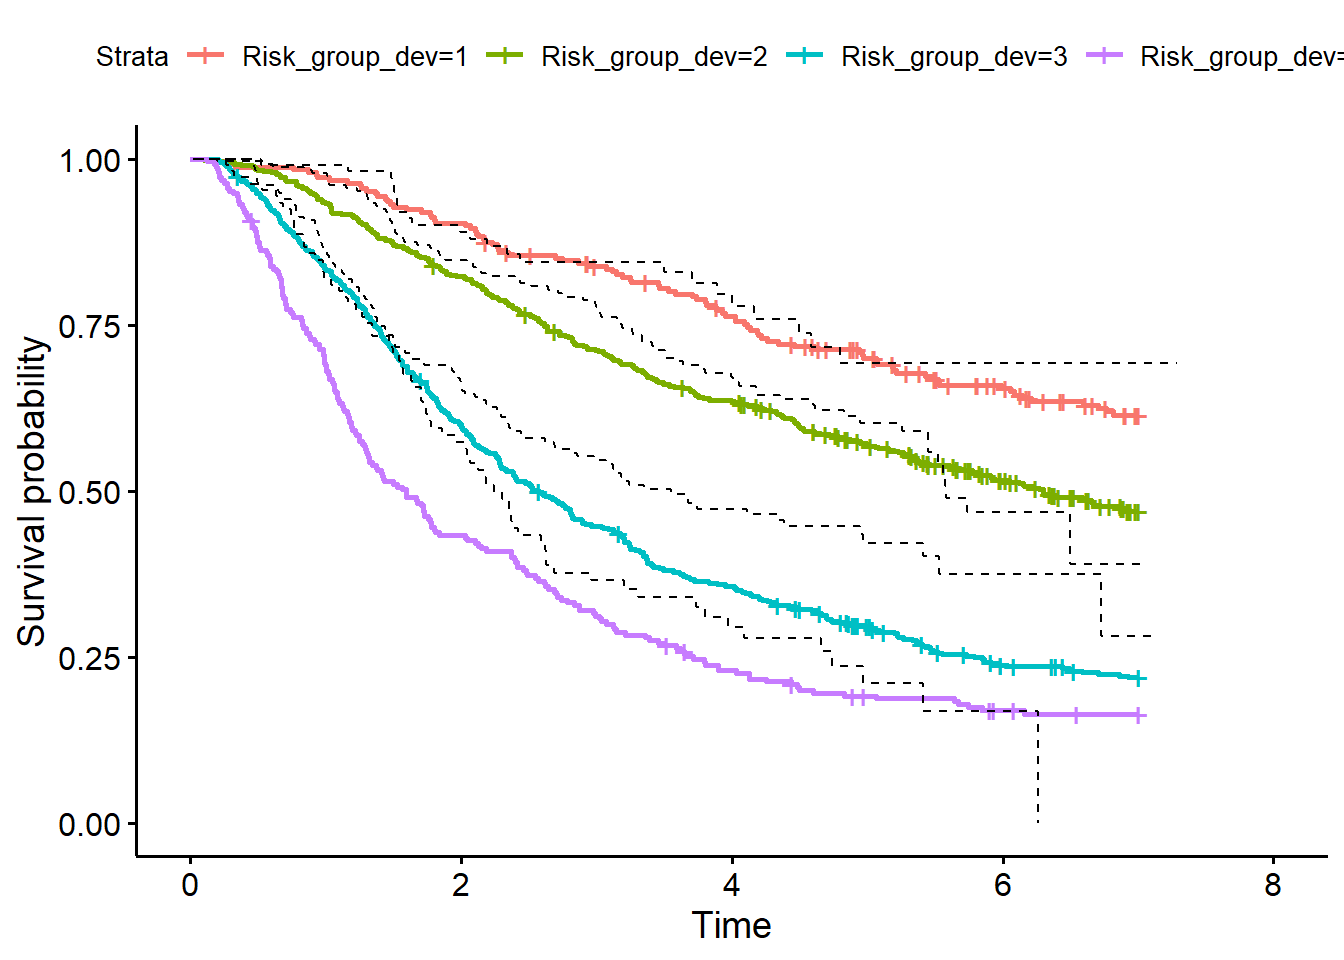 Strata Risk_group_dev=1 Risk_group_dev=2 Risk_group_dev=3 Risk_group_dev=
Survival probability
1.00
0.75
0.50
0.25
0.00
0 2 4 6 8
Time